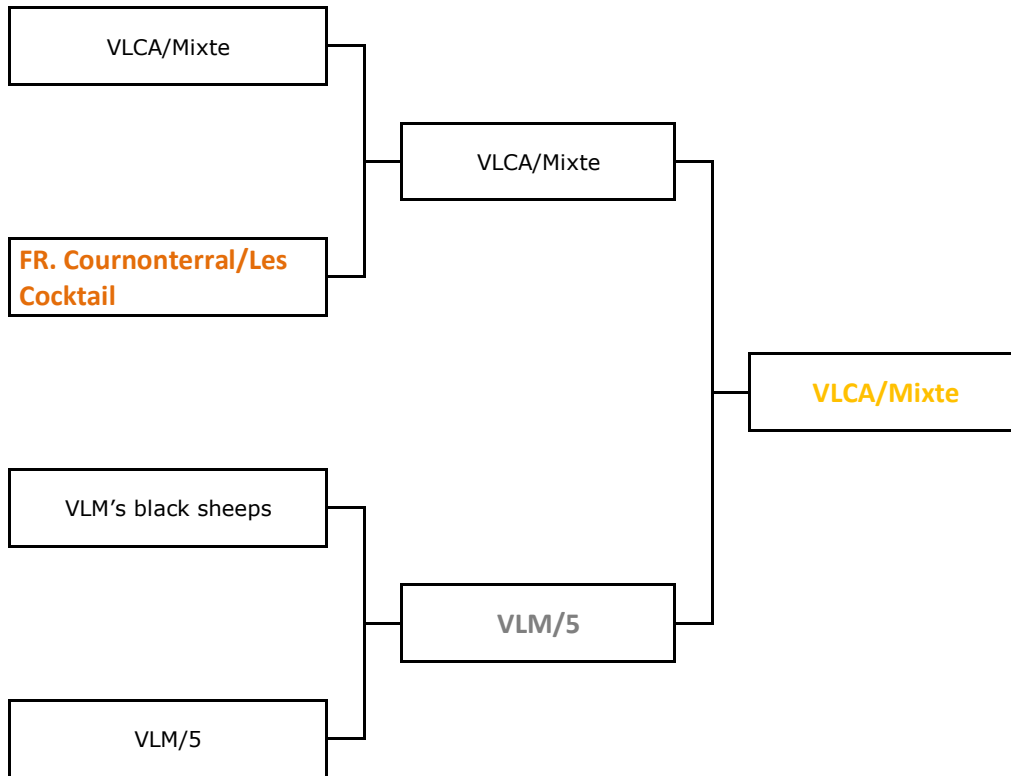 VLCA/Mixte
VLCA/Mixte
FR. Cournonterral/Les
Cocktail
VLCA/Mixte
VLM’s black sheeps
VLM/5
VLM/5